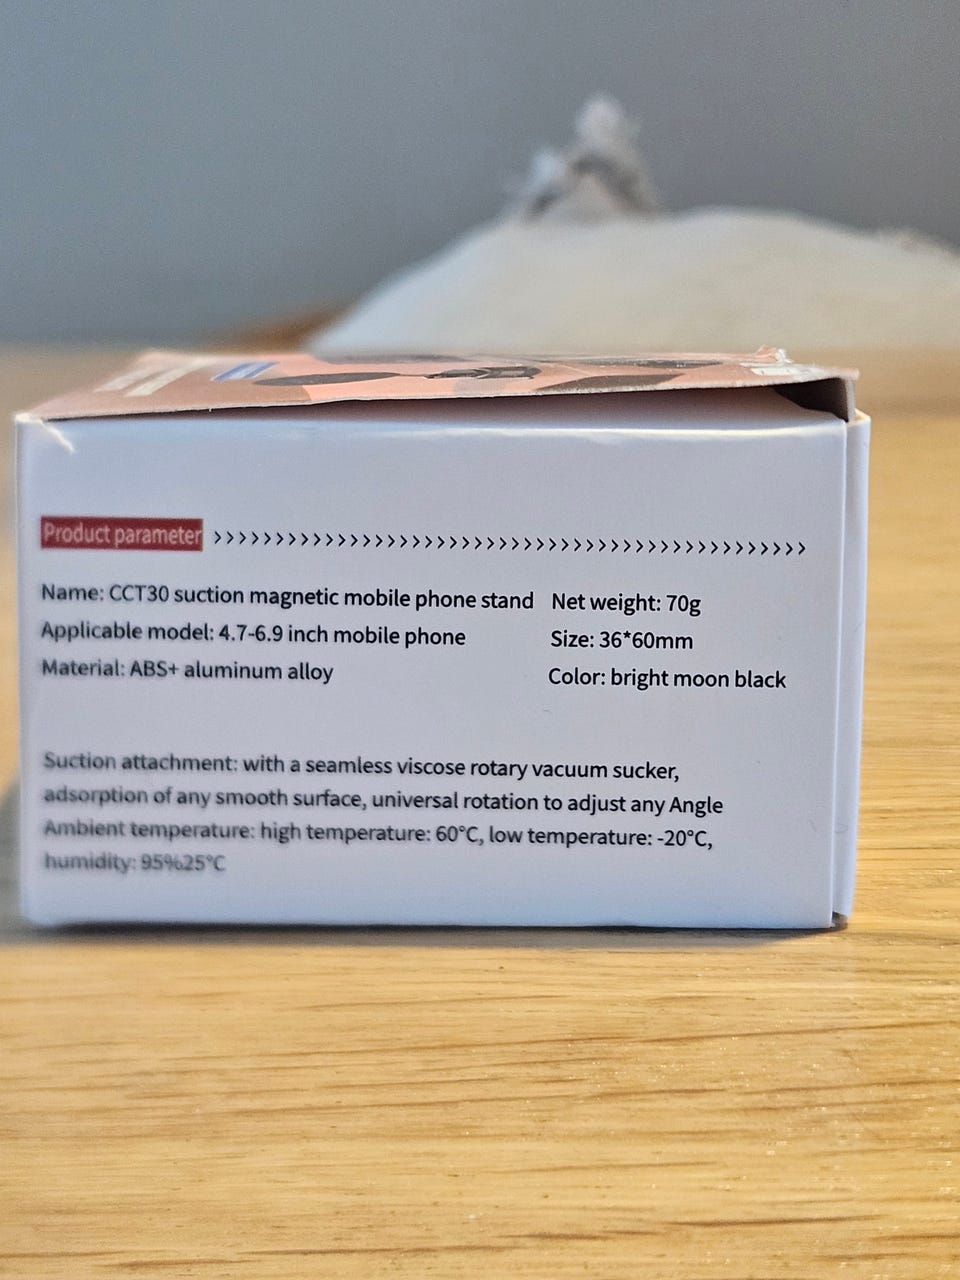 Product parameter >>>>>>>>>>>>>>>>>>>>>>>>>>>>>>>>>>>>>>>>>>>>>>>
Name: CCT30 suction magnetic mobile phone stand Net weight: 70g
Applicable model: 4.7-6.9 inch mobile phone Size: 36*60mm
Material: ABS+ aluminum alloy Color: bright moon black
Suction attachment: with a seamless viscose rotary vacuum sucker,
adsorption of any smooth surface, universal rotation to adjust any Angle
Ambient temperature: high temperature: 60°C, low temperature: -20°C,
humidity: 95%25°C